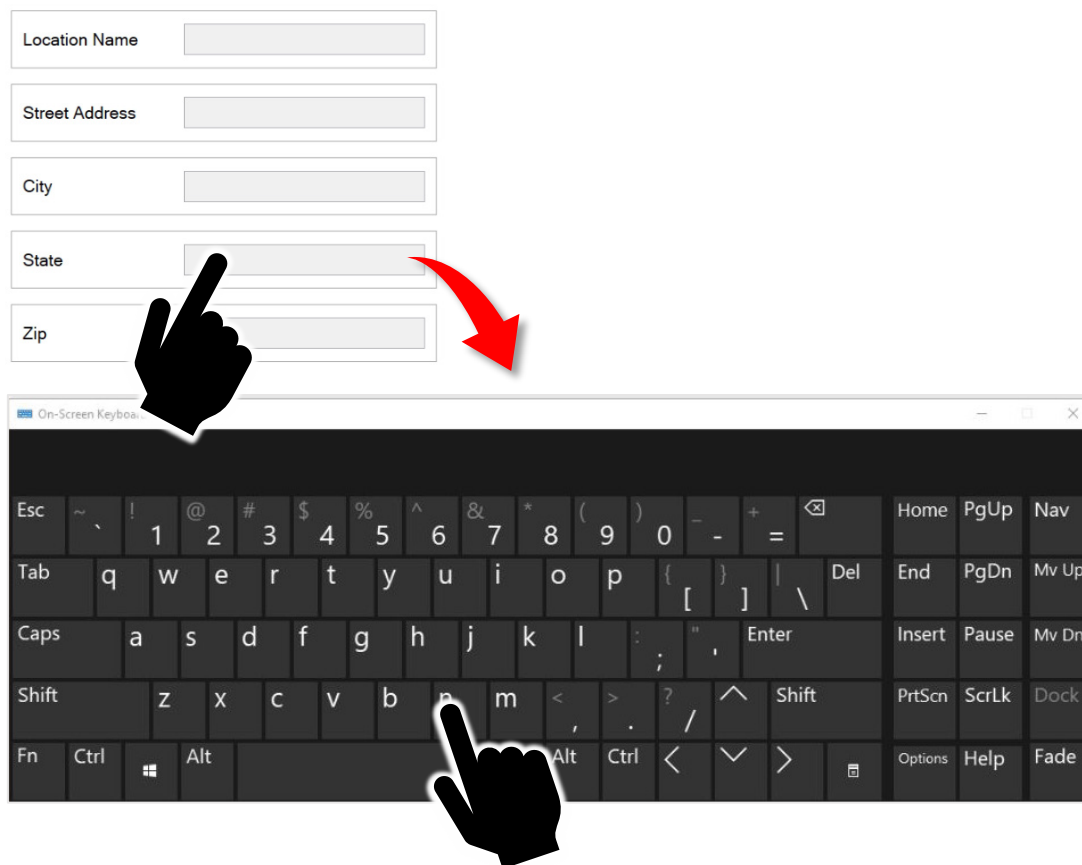 Location Name
Street Address
City
State
Zip
On-Screen Keyboa
Esc ~ ` ! 1 @ 2 # 3 $ 4 % 5 ^ 6 & 7 * 8 ( 9 ) 0 _ - + = Home PgUp Nav
Tab q w e r t y u i o p { [ } ] | \ Del End PgDn Mv Up
Caps a s d f g h j k l : ; " ' Enter Insert Pause Mv Dn
Shift z x c v b n m < , > . ? / Shift PrtScn ScrLk Dock
Fn Ctrl Alt Alt Ctrl Options Help Fade